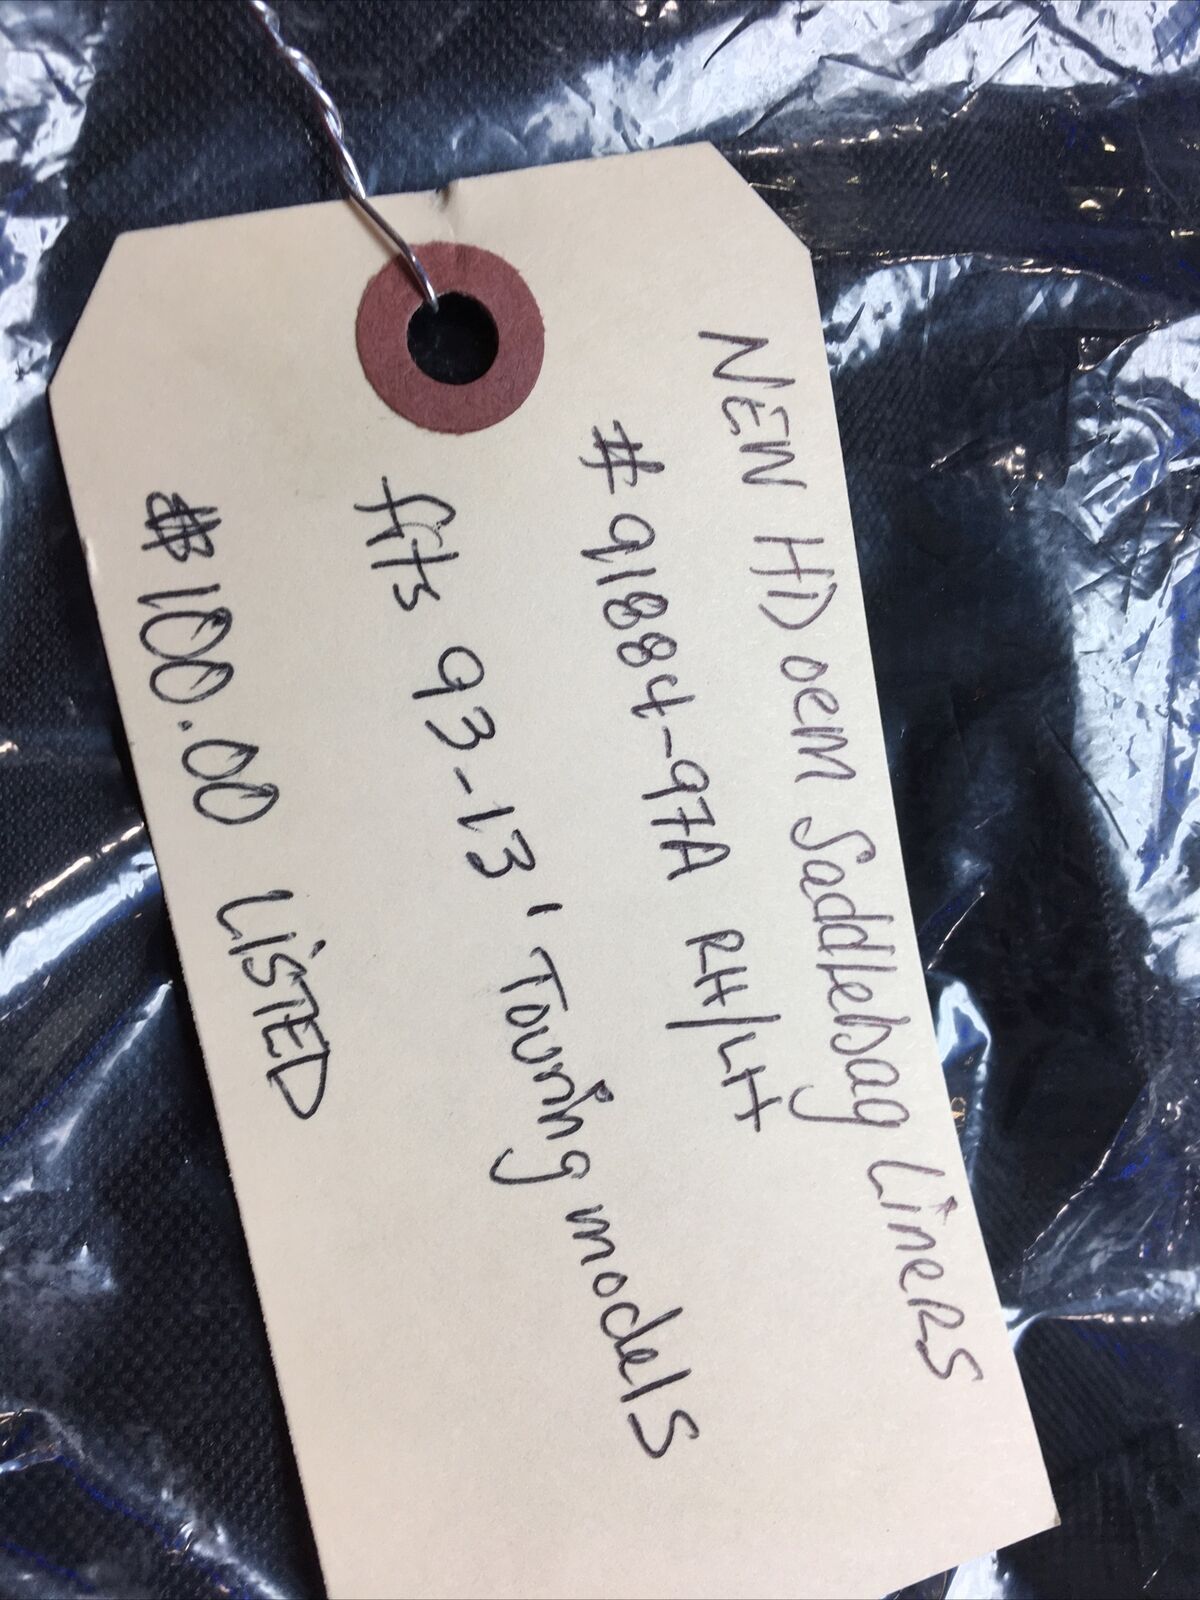 NEW HD oem Saddlebag LineRS
# 91884-97A RH/LH
fits 93-13' Touring models
$100.00 LiSTED